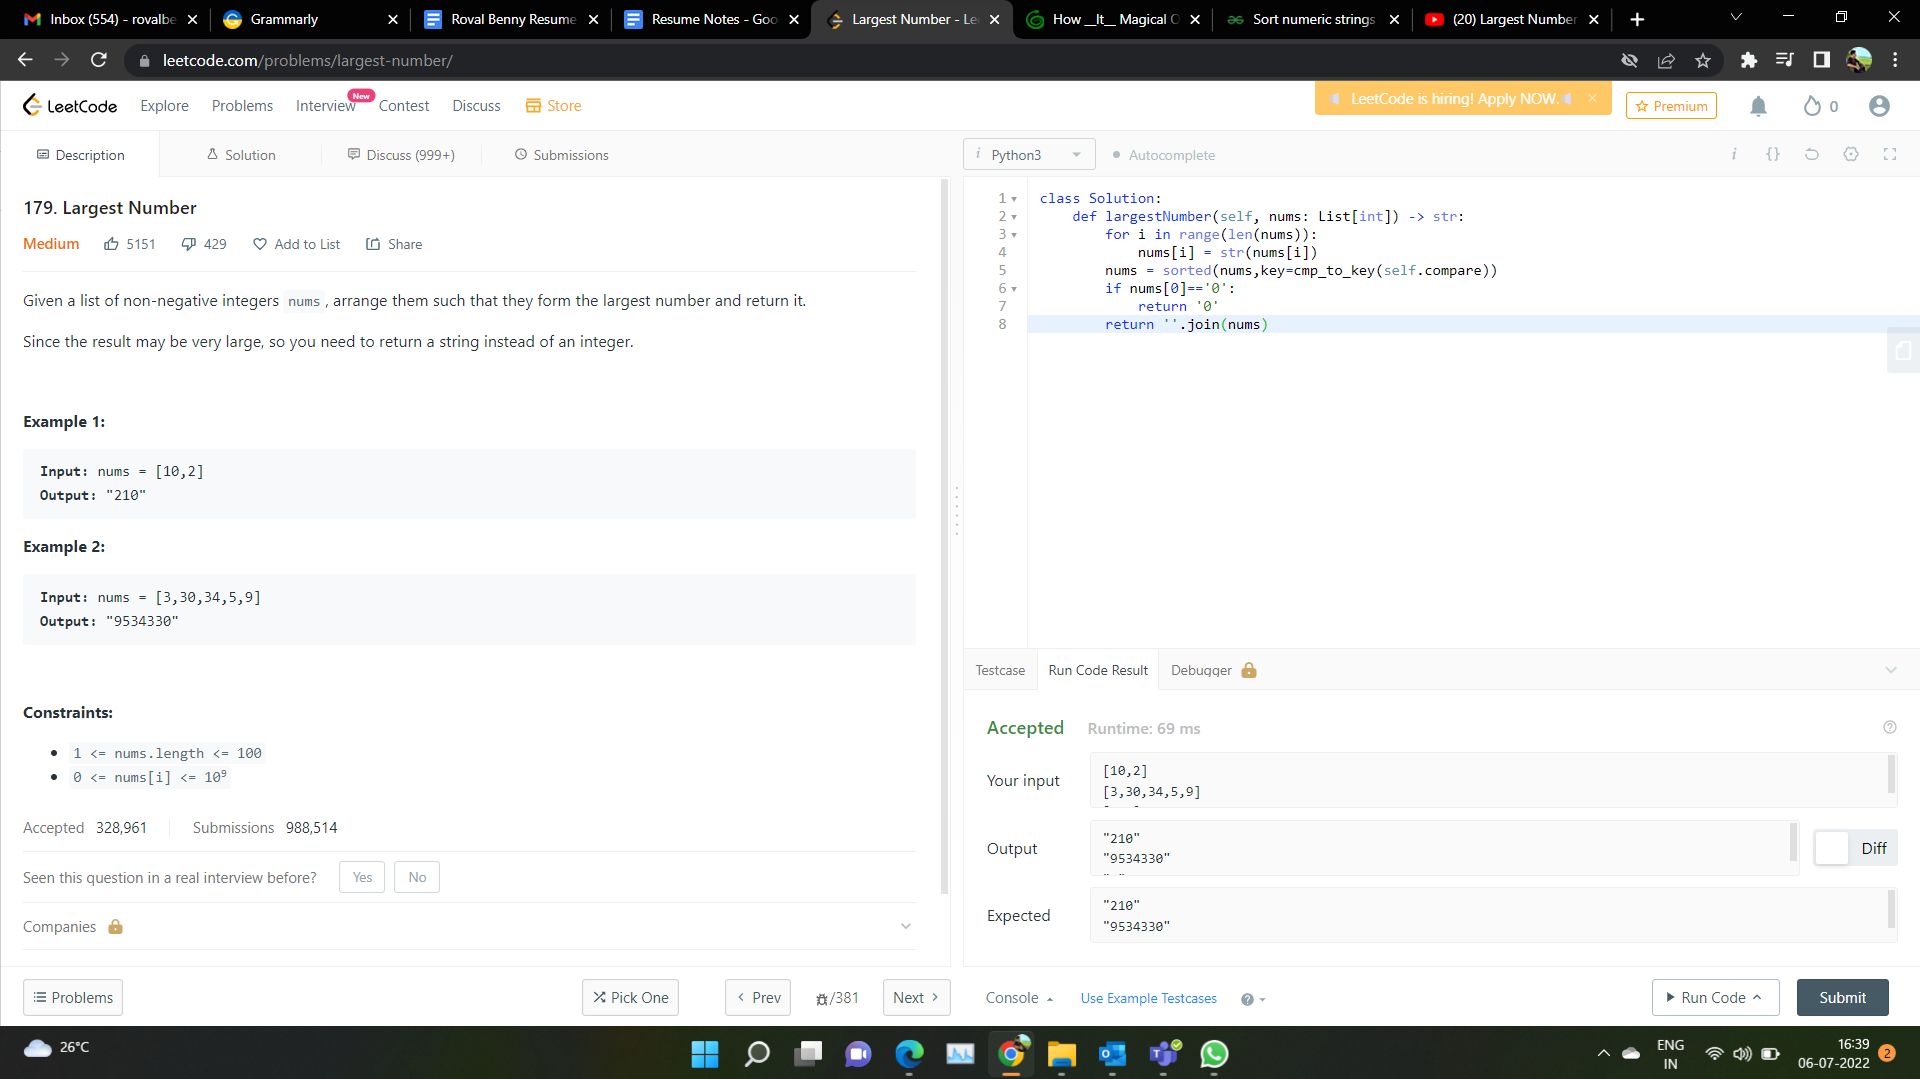 Inbox (554) - rovalbe
Grammarly
Roval Benny Resume
Resume Notes - Goo
Largest Number - Le
How __It__ Magical O
Sort numeric strings
(20) Largest Number
leetcode.com/problems/largest-number/
LeetCode
Explore
Problems
Interview
New
Contest
Discuss
Store
LeetCode is hiring! Apply NOW.
Premium
0
Description
Solution
Discuss (999+)
Submissions
i Python3
Autocomplete
i {}
179. Largest Number
Medium 5151 429 Add to List Share
Given a list of non-negative integers nums, arrange them such that they form the largest number and return it.
Since the result may be very large, so you need to return a string instead of an integer.
Example 1:
Input: nums = [10,2]
Output: "210"
Example 2:
Input: nums = [3,30,34,5,9]
Output: "9534330"
Constraints:
1 <= nums.length <= 100
0 <= nums[i] <= 10⁹
Accepted 328,961 Submissions 988,514
Seen this question in a real interview before? Yes No
Companies
Problems
Pick One
Prev
/381
Next
1 class Solution:
2     def largestNumber(self, nums: List[int]) -> str:
3         for i in range(len(nums)):
4             nums[i] = str(nums[i])
5         nums = sorted(nums,key=cmp_to_key(self.compare))
6         if nums[0]=='0':
7             return '0'
8         return ''.join(nums)
Testcase
Run Code Result
Debugger
Accepted Runtime: 69 ms
Your input
[10,2]
[3,30,34,5,9]
Output
"210"
"9534330"
Diff
Expected
"210"
"9534330"
Console
Use Example Testcases
Run Code
Submit
26°C
ENG
IN
16:39
06-07-2022
2